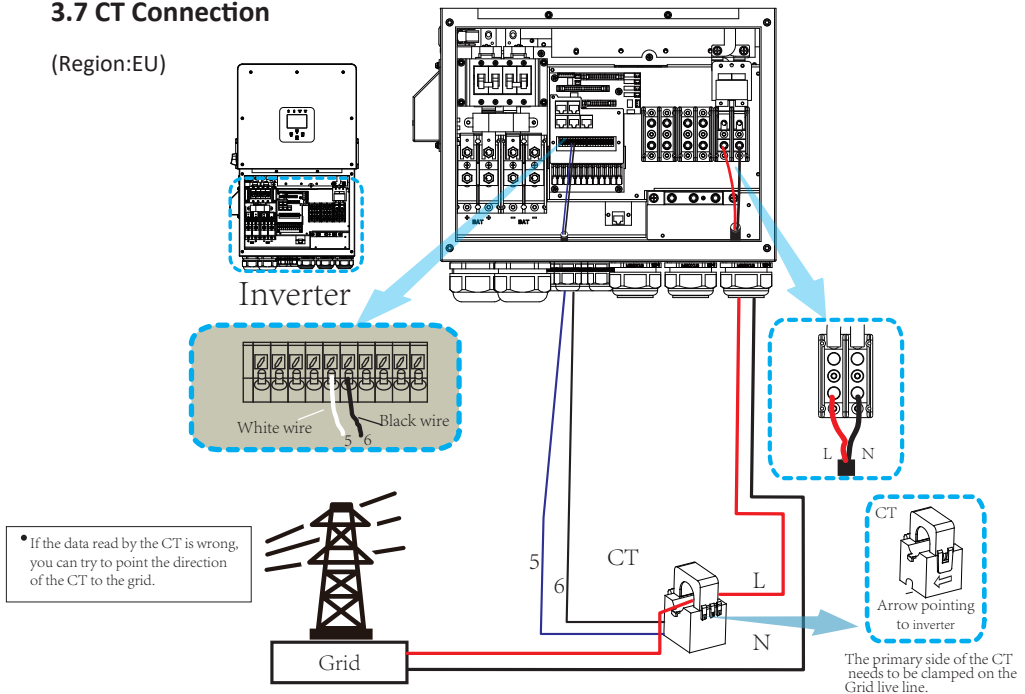 3.7 CT Connection
(Region:EU)
+ BAT +
- BAT -
Inverter
White wire
Black wire
5 6
L N
• If the data read by the CT is wrong,
you can try to point the direction
of the CT to the grid.
5
6
CT
L
N
Grid
CT
Arrow pointing
to inverter
The primary side of the CT
needs to be clamped on the
Grid live line.